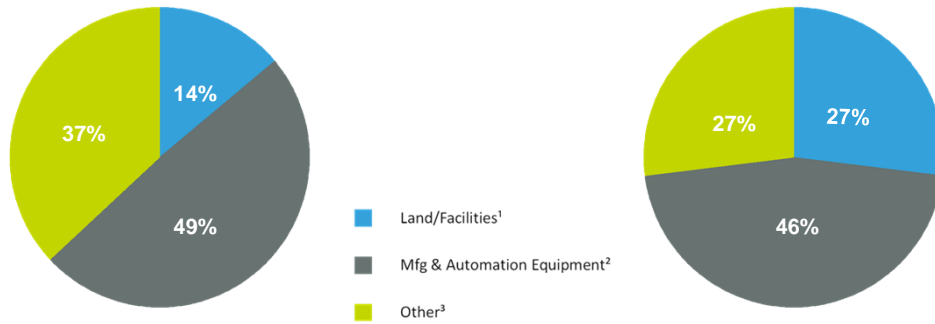 14%
37%
49%
Land/Facilities¹
Mfg & Automation Equipment²
Other³
27%
27%
46%